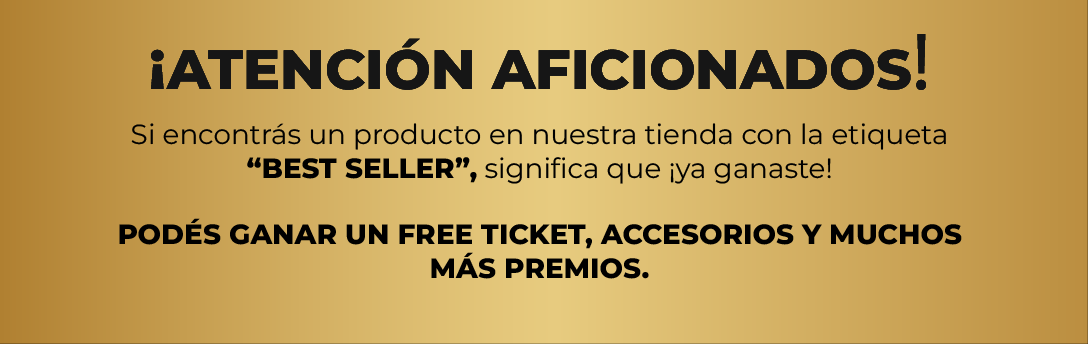 ¡ATENCIÓN AFICIONADOS!
Si encontrás un producto en nuestra tienda con la etiqueta
“BEST SELLER”, significa que ¡ya ganaste!
PODÉS GANAR UN FREE TICKET, ACCESORIOS Y MUCHOS
MÁS PREMIOS.